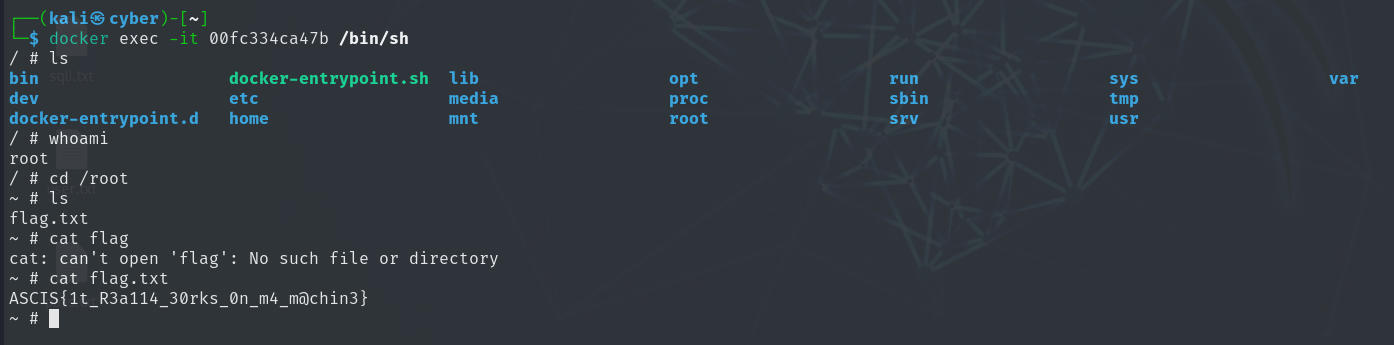 (kali㉿cyber)-[~]
$ docker exec -it 00fc334ca47b /bin/sh
/ # ls
bin docker-entrypoint.sh lib opt run sys var
dev etc media proc sbin tmp
docker-entrypoint.d home mnt root srv usr
/ # whoami
root
/ # cd /root
~ # ls
flag.txt
~ # cat flag
cat: can't open 'flag': No such file or directory
~ # cat flag.txt
ASCIS{1t_R3a114_30rks_0n_m4_m@chin3}
~ #
sqli.txt